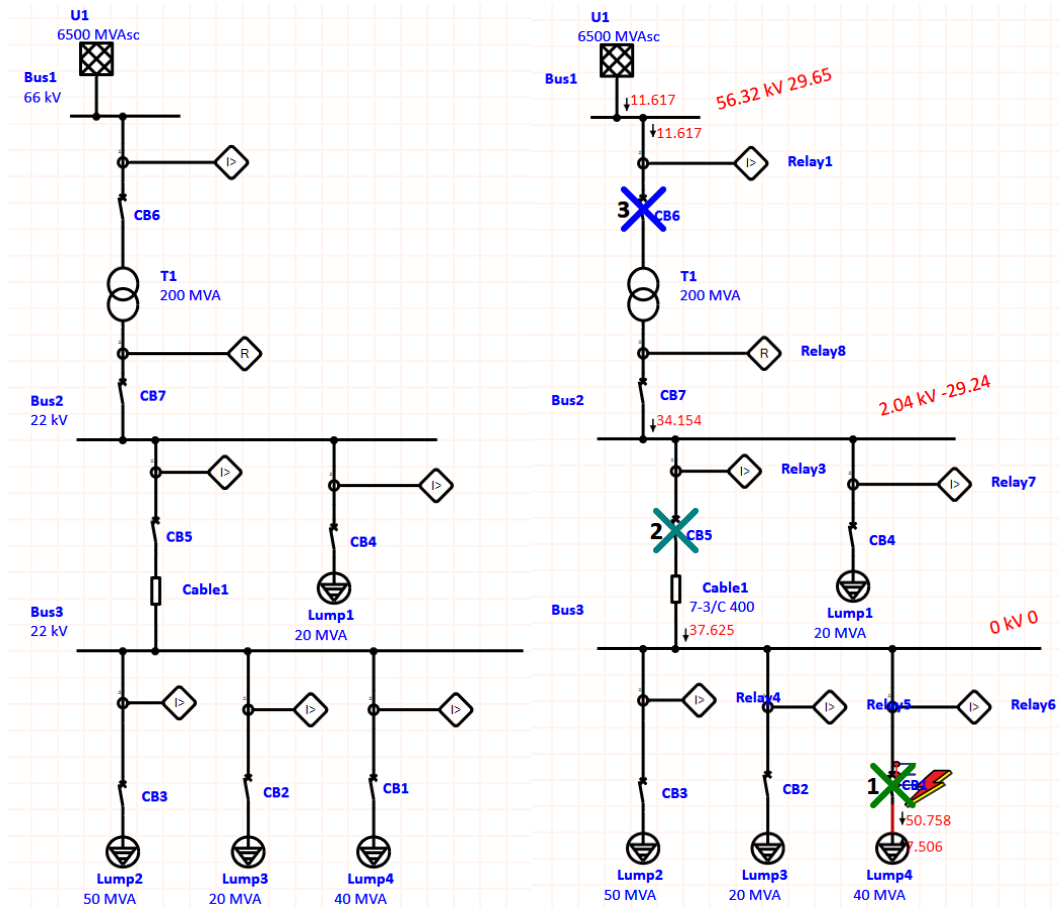 U1
6500 MVAsc
Bus1
66 kV
I>
CB6
T1
200 MVA
R
CB7
Bus2
22 kV
I>
I>
CB5
CB4
Cable1
Lump1
20 MVA
Bus3
22 kV
I>
I>
I>
CB3
CB2
CB1
Lump2
50 MVA
Lump3
20 MVA
Lump4
40 MVA
U1
6500 MVAsc
Bus1
11.617
56.32 kV 29.65
11.617
I>
Relay1
3
CB6
T1
200 MVA
R
Relay8
CB7
Bus2
34.154
2.04 kV -29.24
I>
Relay3
I>
Relay7
2
CB5
CB4
Cable1
7-3/C 400
Lump1
20 MVA
Bus3
37.625
0 kV 0
I>
Relay4
I>
Relay5
I>
Relay6
CB3
CB2
1
CB1
50.758
7.506
Lump2
50 MVA
Lump3
20 MVA
Lump4
40 MVA